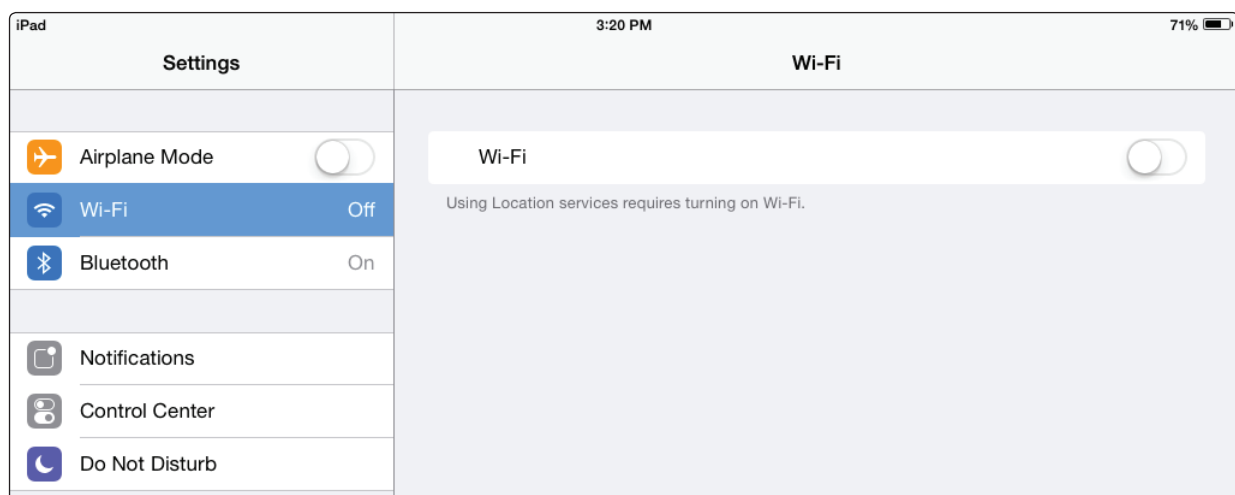 iPad 3:20 PM 71%
Settings
Wi-Fi
Airplane Mode
Wi-Fi Off
Bluetooth On
Notifications
Control Center
Do Not Disturb
Wi-Fi
Using Location services requires turning on Wi-Fi.